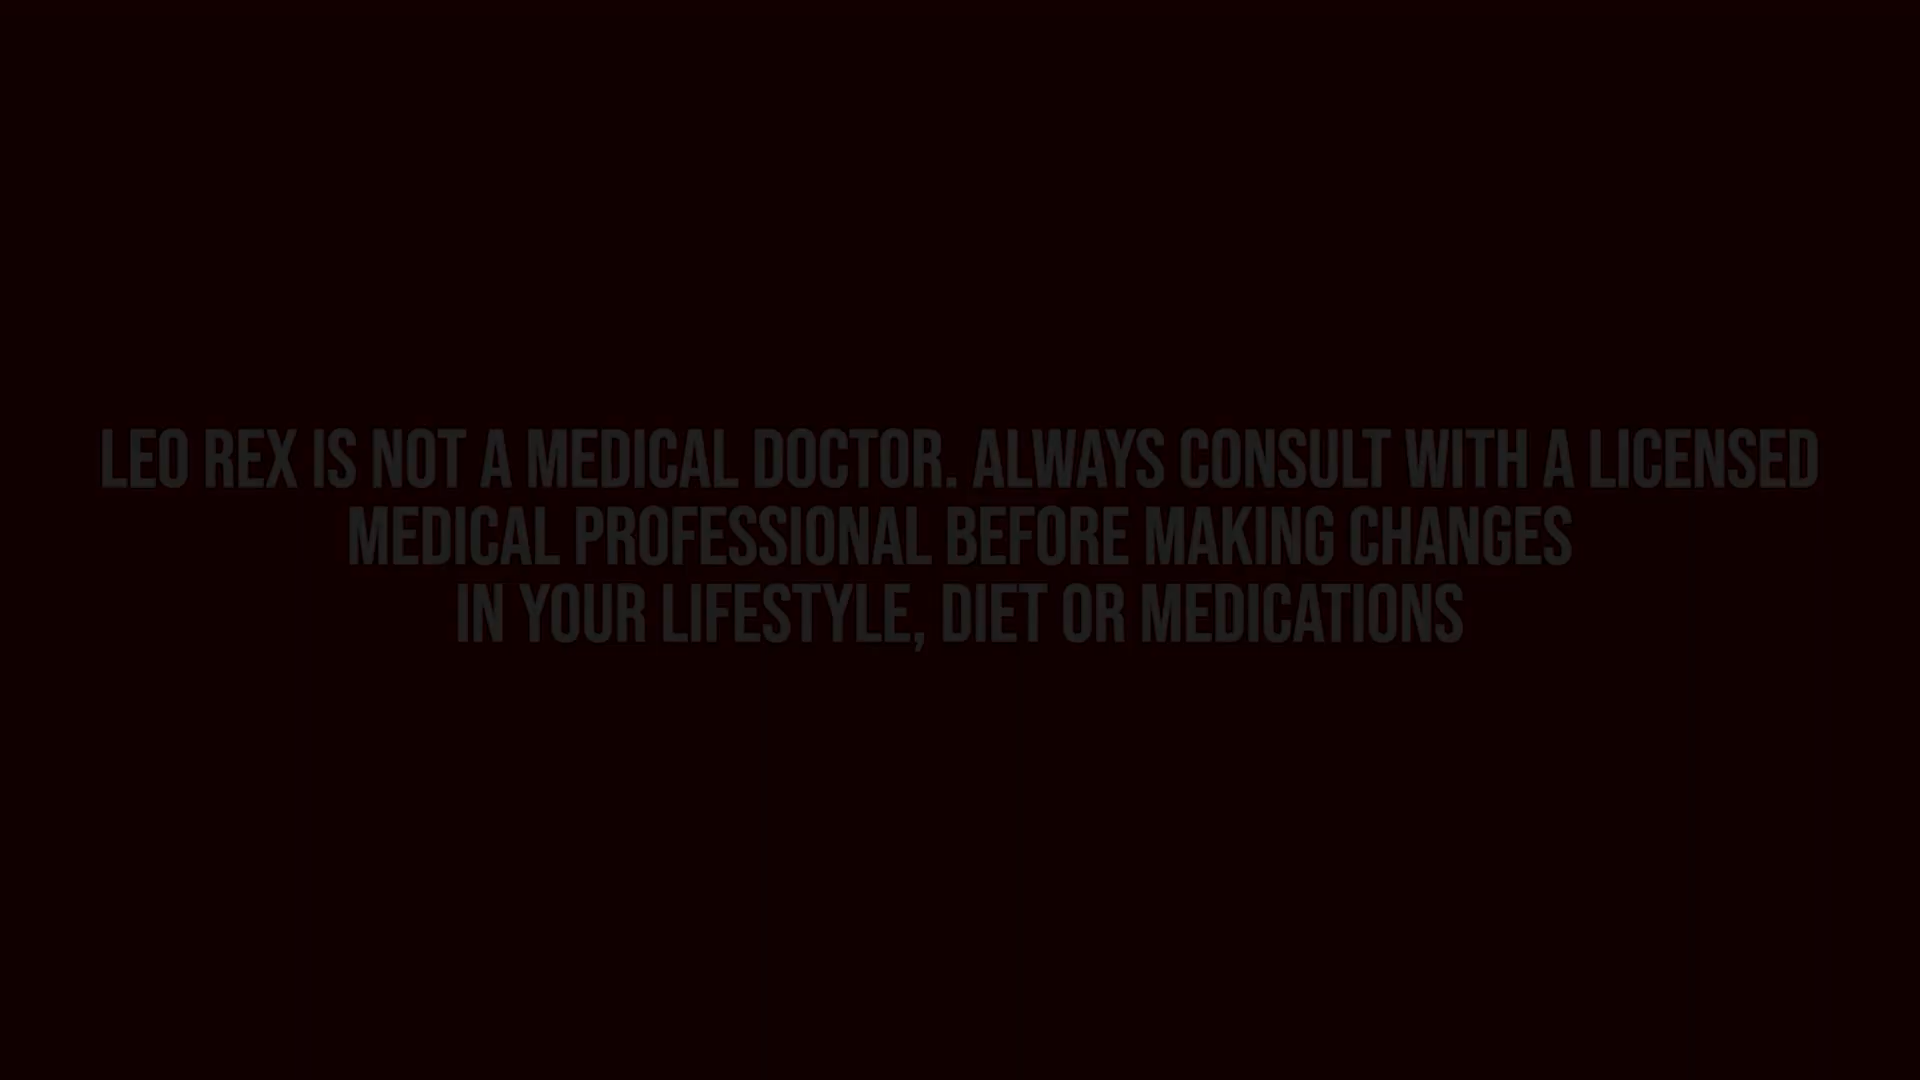 LEO REX IS NOT A MEDICAL DOCTOR. ALWAYS CONSULT WITH A LICENSED
MEDICAL PROFESSIONAL BEFORE MAKING CHANGES
IN YOUR LIFESTYLE, DIET OR MEDICATIONS